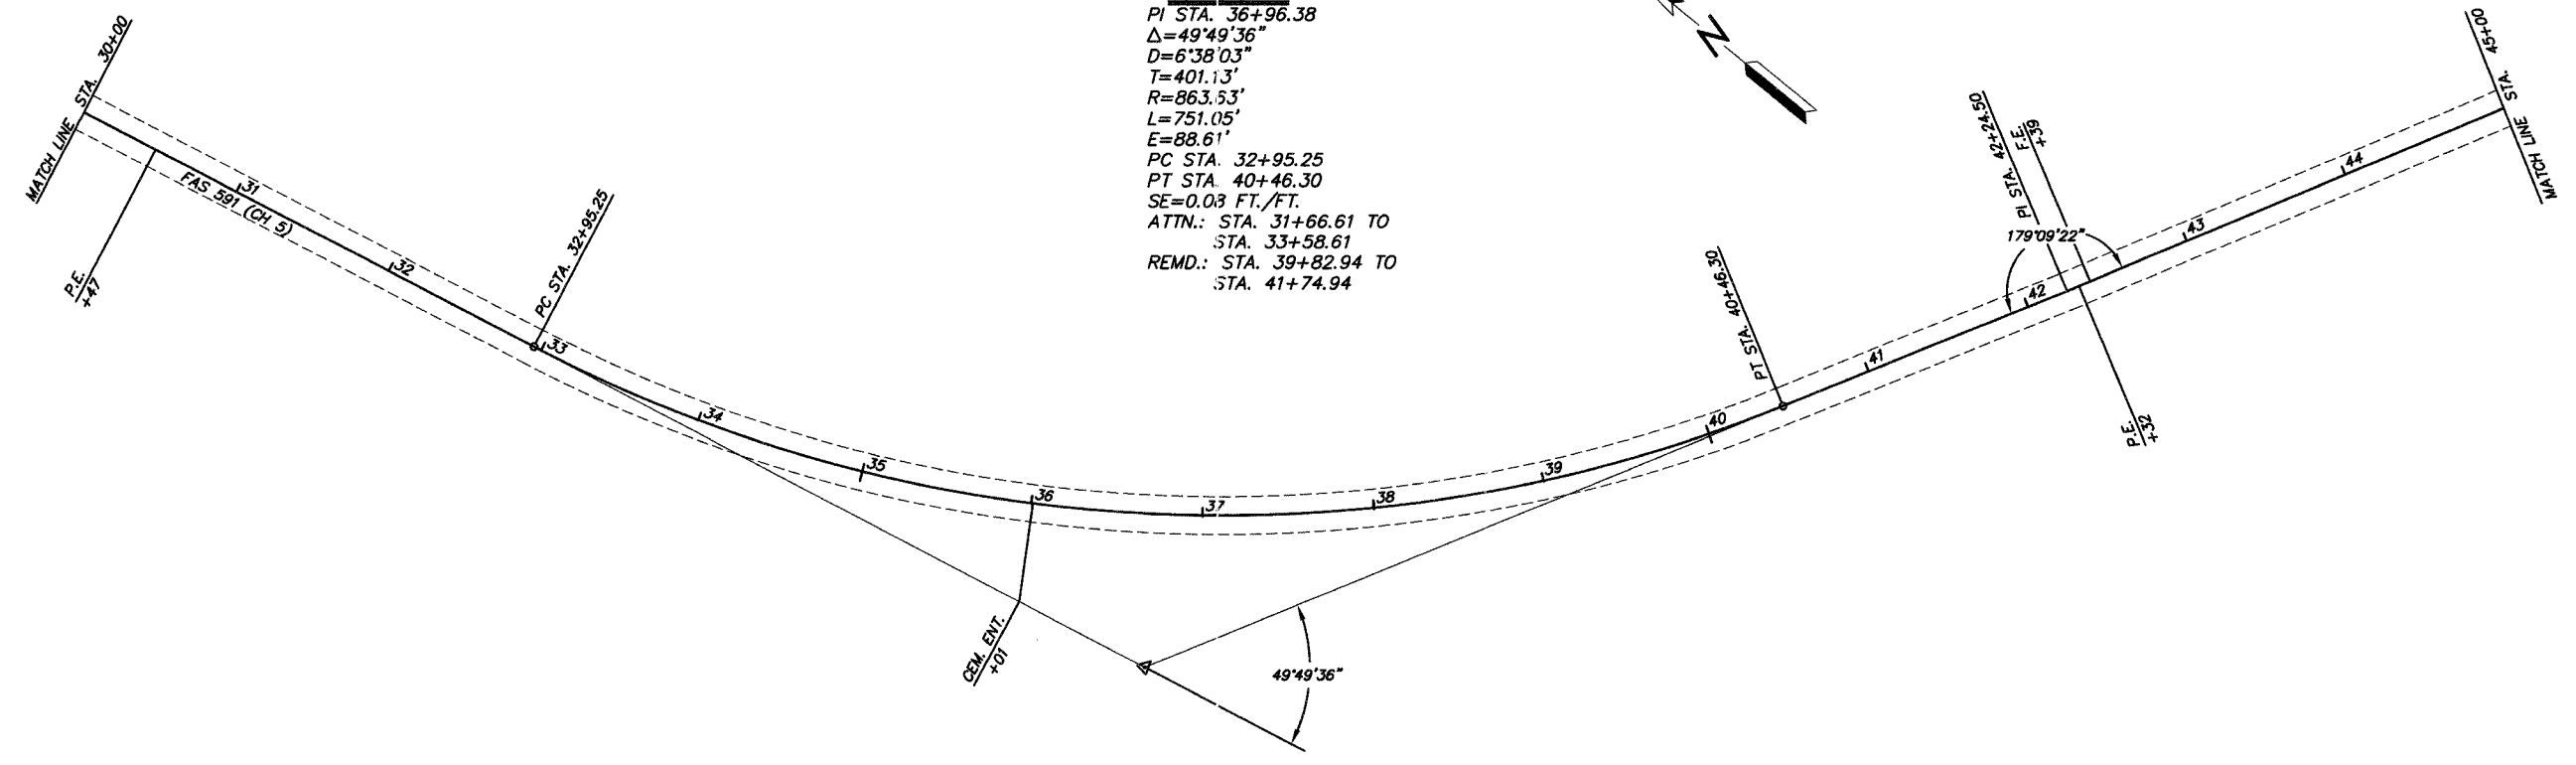 PI STA. 36+96.38
Δ=49°49'36"
D=6°38'03"
T=401.13'
R=863.63'
L=751.05'
E=88.61'
PC STA. 32+95.25
PT STA. 40+46.30
SE=0.08 FT./FT.
ATTN.: STA. 31+66.61 TO
STA. 33+58.61
REMD.: STA. 39+82.94 TO
STA. 41+74.94
N
MATCH LINE STA. 30+00
P.E.
+47
FAS 591 (CH 5)
31
32
PC STA. 32+95.25
33
34
35
36
37
38
39
40
CEM. ENT.
+01
49°49'36"
PT STA. 40+46.30
41
42
PI STA. 42+24.50
F.E.
+39
179°09'22"
P.E.
+32
43
44
MATCH LINE STA. 45+00